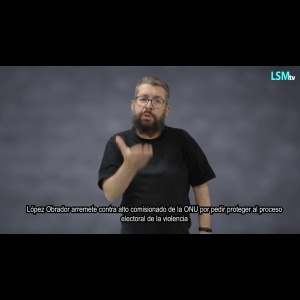 LSMtv
López Obrador arremete contra alto comisionado de la ONU por pedir proteger al proceso
electoral de la violencia